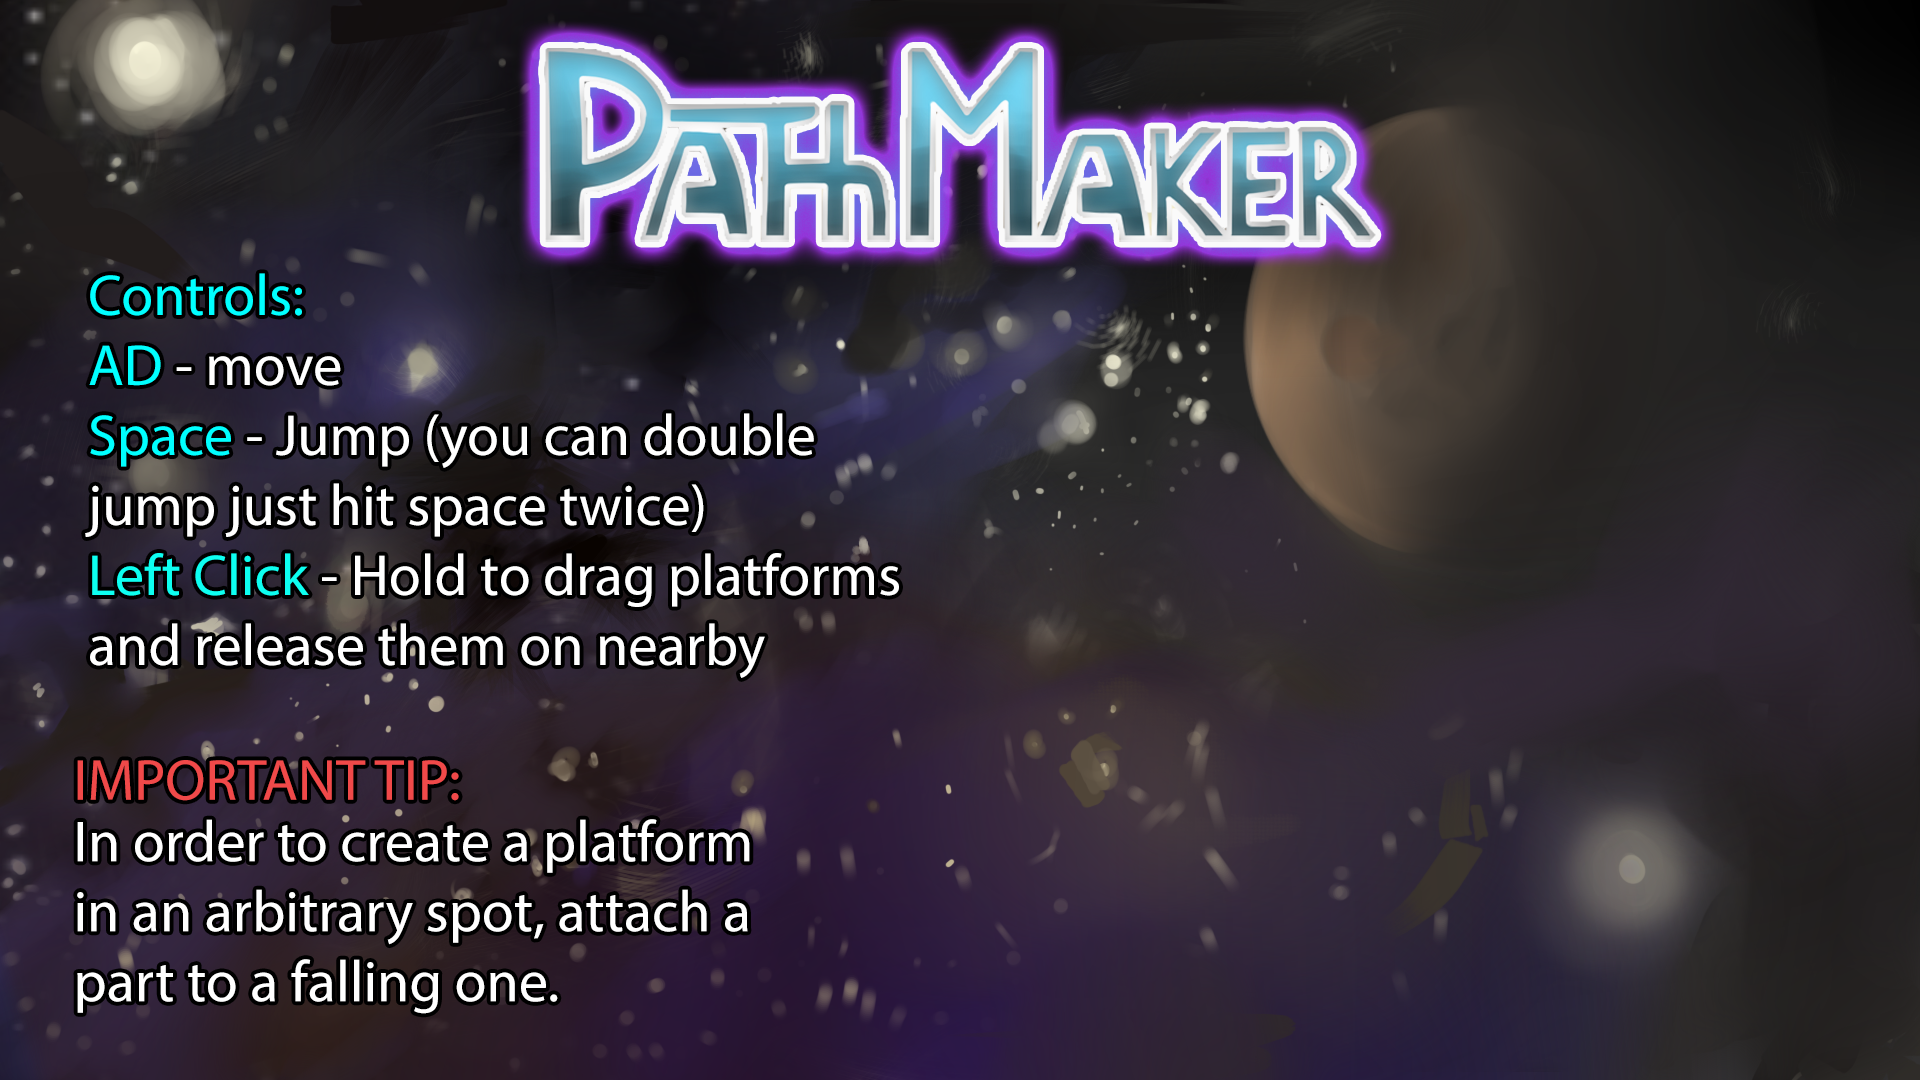 PATH MAKER
Controls:
AD - move
Space - Jump (you can double
jump just hit space twice)
Left Click - Hold to drag platforms
and release them on nearby
IMPORTANT TIP:
In order to create a platform
in an arbitrary spot, attach a
part to a falling one.